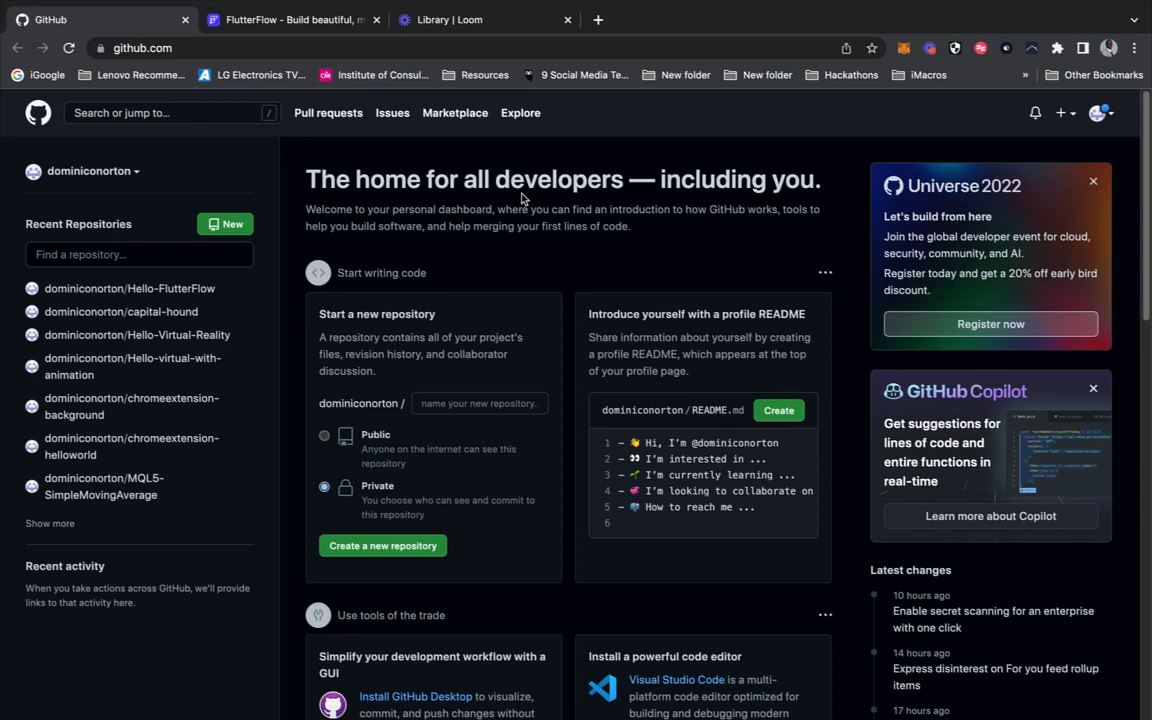 GitHub
FlutterFlow - Build beautiful, m
Library | Loom
github.com
iGoogle
Lenovo Recomme...
LG Electronics TV...
Institute of Consul...
Resources
9 Social Media Te...
New folder
New folder
Hackathons
iMacros
»
Other Bookmarks
Search or jump to...
/
Pull requests
Issues
Marketplace
Explore
dominiconorton
Recent Repositories
New
Find a repository...
dominiconorton/Hello-FlutterFlow
dominiconorton/capital-hound
dominiconorton/Hello-Virtual-Reality
dominiconorton/Hello-virtual-with-
animation
dominiconorton/chromeextension-
background
dominiconorton/chromeextension-
helloworld
dominiconorton/MQL5-
SimpleMovingAverage
Show more
Recent activity
When you take actions across GitHub, we'll provide
links to that activity here.
The home for all developers — including you.
Welcome to your personal dashboard, where you can find an introduction to how GitHub works, tools to
help you build software, and help merging your first lines of code.
Start writing code
Start a new repository
A repository contains all of your project's
files, revision history, and collaborator
discussion.
dominiconorton /
name your new repository..
Public
Anyone on the internet can see this
repository
Private
You choose who can see and commit to
this repository
Create a new repository
Introduce yourself with a profile README
Share information about yourself by creating
a profile README, which appears at the top
of your profile page.
dominiconorton/README.md
Create
1 – 👋 Hi, I'm @dominiconorton
2 – 👀 I'm interested in ...
3 – 🌱 I'm currently learning ...
4 – 💞️ I'm looking to collaborate on
5 – 📫 How to reach me ...
6
Use tools of the trade
Simplify your development workflow with a
GUI
Install GitHub Desktop to visualize,
commit, and push changes without
Install a powerful code editor
Visual Studio Code is a multi-
platform code editor optimized for
building and debugging modern
Universe 2022
Let's build from here
Join the global developer event for cloud,
security, community, and AI.
Register today and get a 20% off early bird
discount.
Register now
GitHub Copilot
Get suggestions for
lines of code and
entire functions in
real-time
Learn more about Copilot
Latest changes
10 hours ago
Enable secret scanning for an enterprise
with one click
14 hours ago
Express disinterest on For you feed rollup
items
17 hours ago